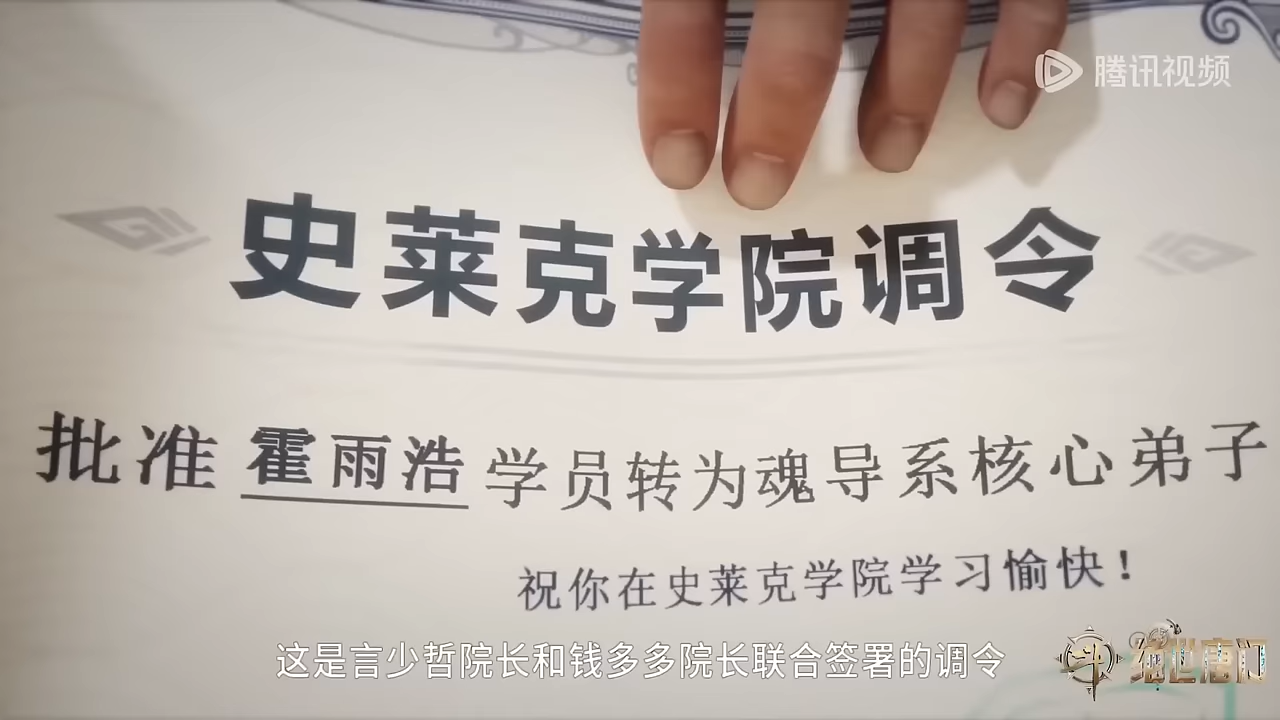 腾讯视频
史莱克学院调令
批准 霍雨浩 学员转为魂导系核心弟子
祝你在史莱克学院学习愉快！
这是言少哲院长和钱多多院长联合签署的调令
斗 绝世唐门